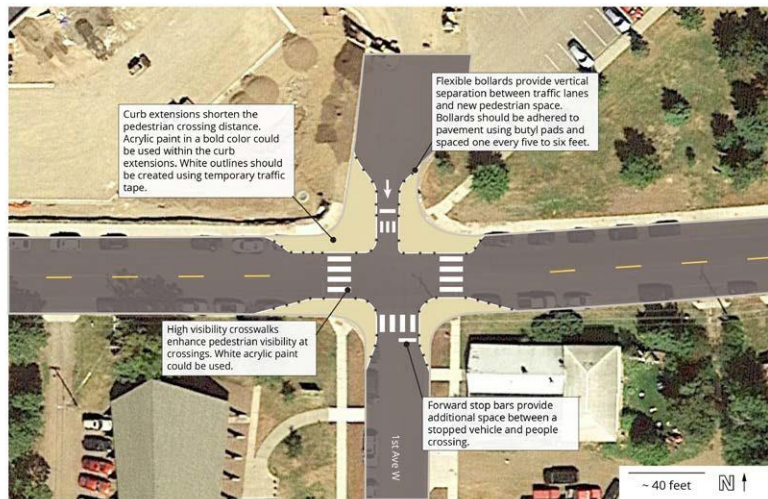 Flexible bollards provide vertical
separation between traffic lanes
and new pedestrian space.
Bollards should be adhered to
pavement using butyl pads and
spaced one every five to six feet.
Curb extensions shorten the
pedestrian crossing distance.
Acrylic paint in a bold color could
be used within the curb
extensions. White outlines should
be created using temporary traffic
tape.
High visibility crosswalks
enhance pedestrian visibility at
crossings. White acrylic paint
could be used.
Forward stop bars provide
additional space between a
stopped vehicle and people
crossing.
1st Ave W
~ 40 feet
N